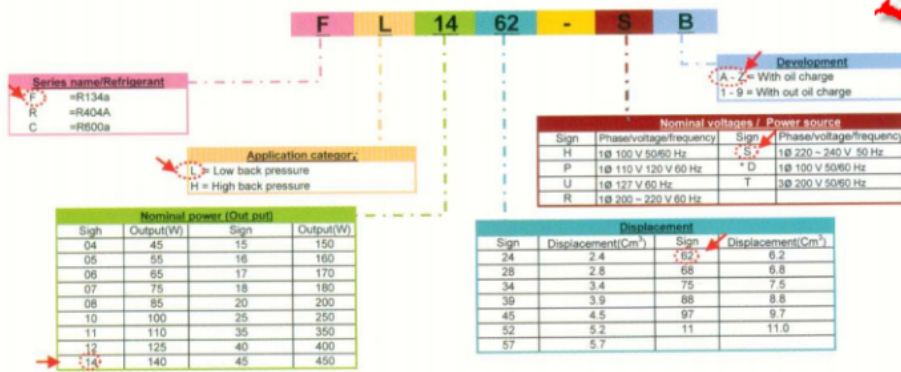 F L 14 62 - S B
Series name/Refrigerant
F =R134a
R =R404A
C =R600a
Application category;
L = Low back pressure
H = High back pressure
Development
A - Z = With oil charge
1 - 9 = With out oil charge
Nominal voltages / Power source
Sign Phase/voltage/frequency Sign Phase/voltage/frequency
H 1Ø 100 V 50/60 Hz S 1Ø 220 ~ 240 V 50 Hz
P 1Ø 110 V 120 V 60 Hz * D 1Ø 100 V 50/60 Hz
U 1Ø 127 V 60 Hz T 3Ø 200 V 50/60 Hz
R 1Ø 200 ~ 220 V 60 Hz
Nominal power (Out put)
Sigh Output(W) Sign Output(W)
04 45 15 150
05 55 16 160
06 65 17 170
07 75 18 180
08 85 20 200
10 100 25 250
11 110 35 350
12 125 40 400
14 140 45 450
Displacement
Sign Displacement(Cm³) Sign Displacement(Cm³)
24 2.4 62 6.2
28 2.8 68 6.8
34 3.4 75 7.5
39 3.9 88 8.8
45 4.5 97 9.7
52 5.2 11 11.0
57 5.7